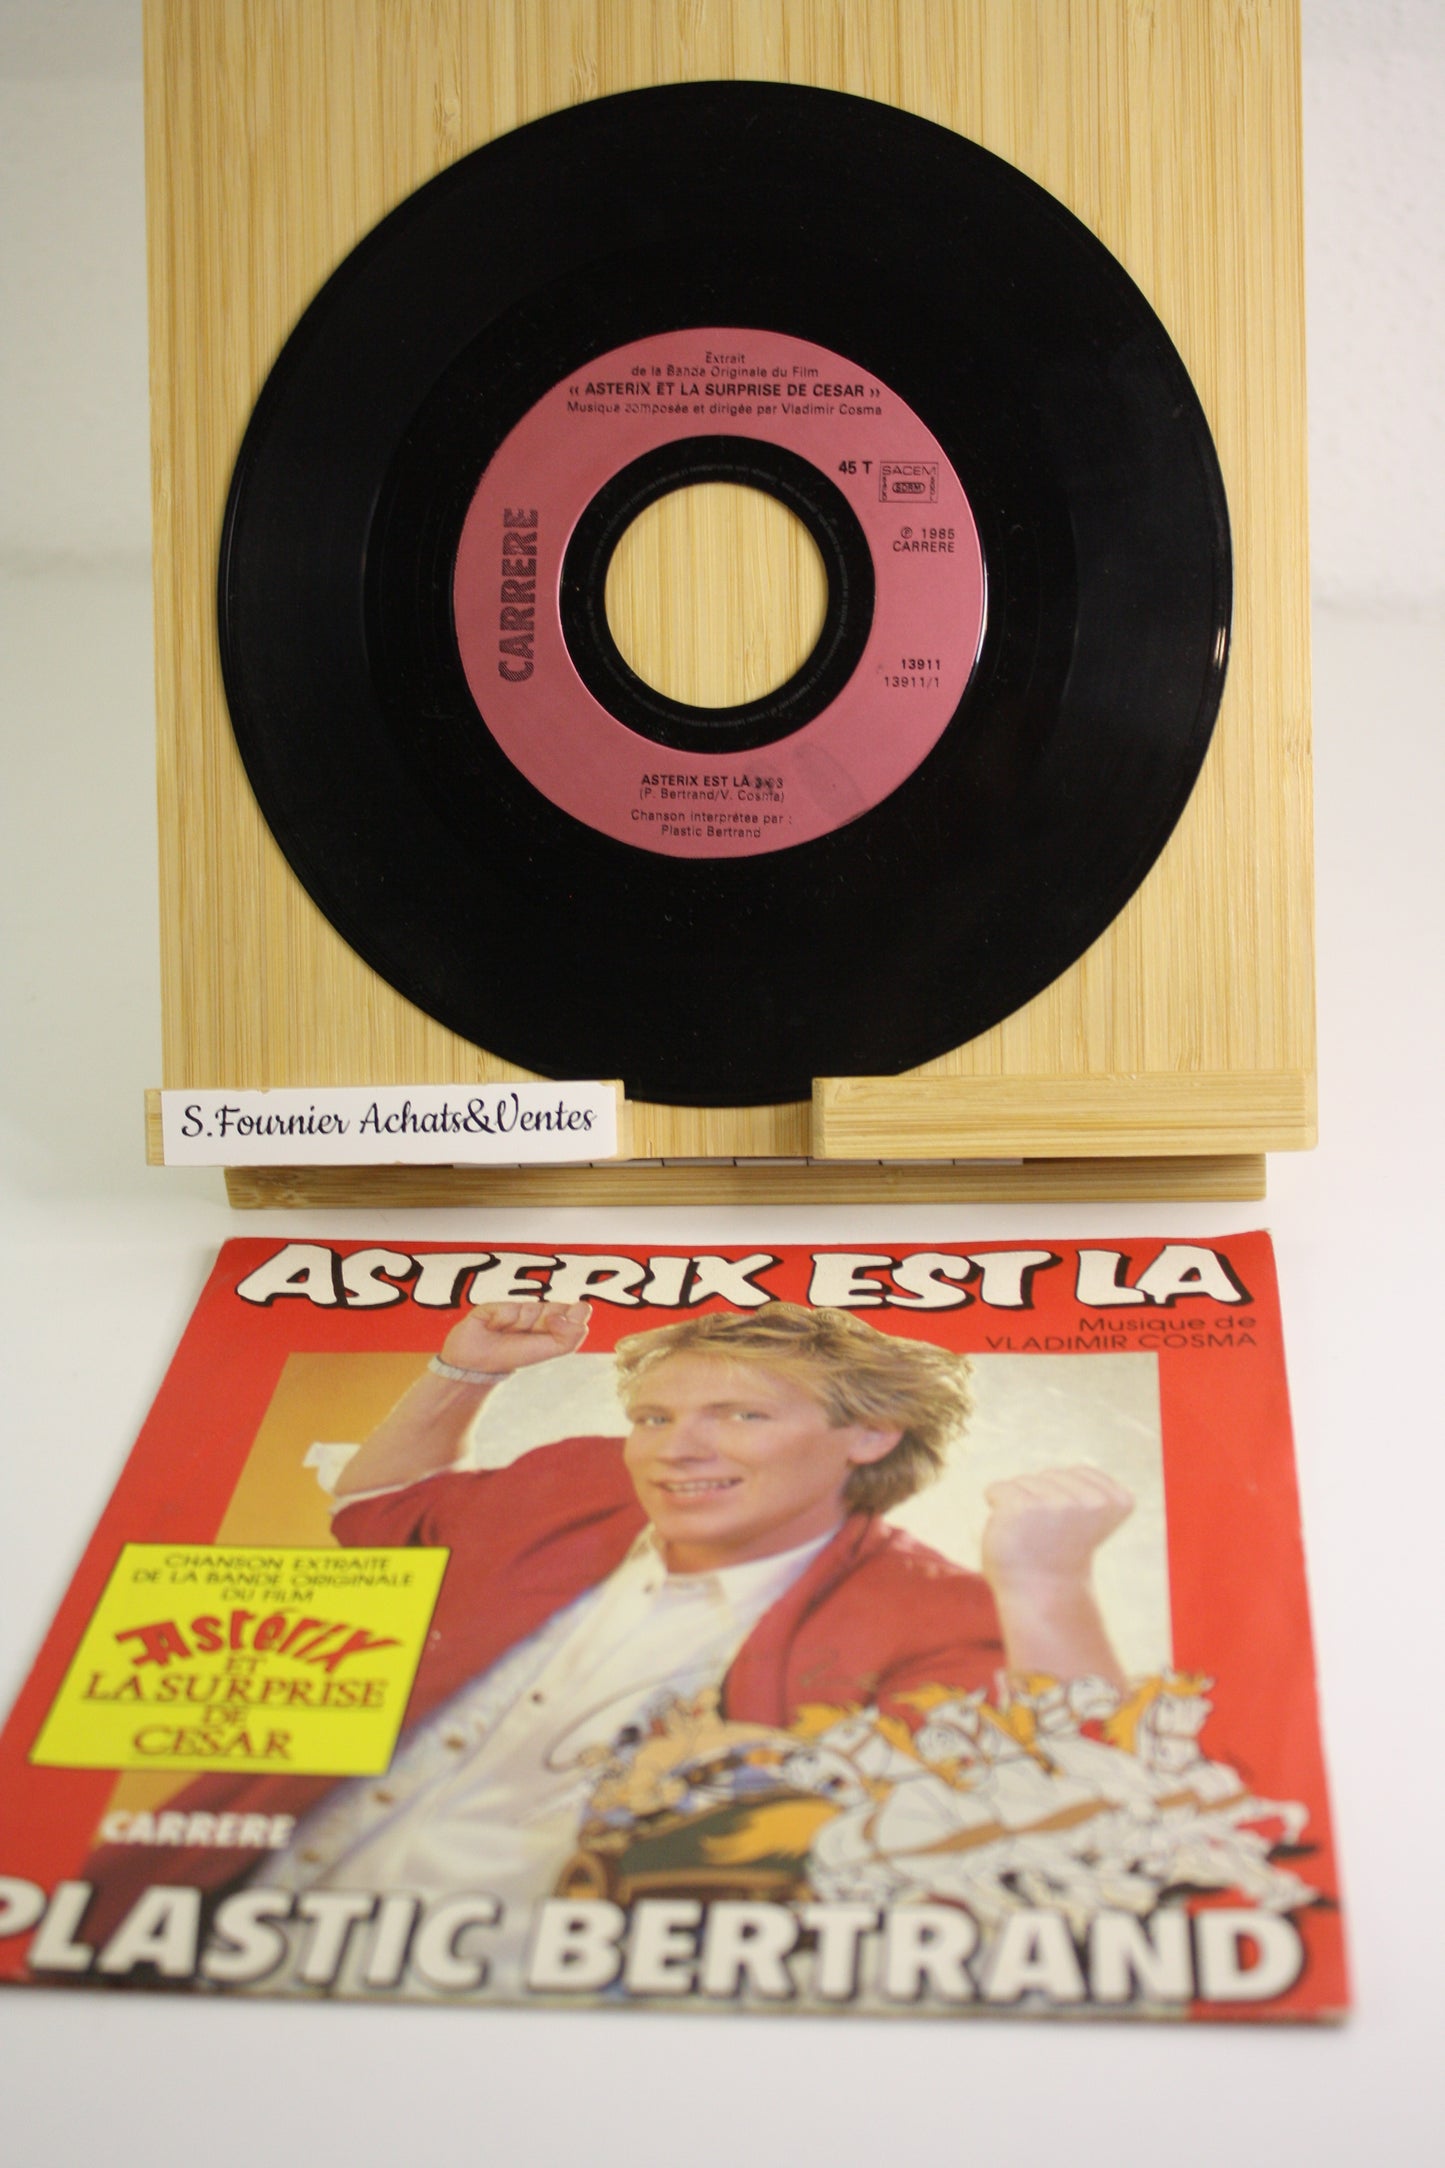 Extrait
de la Bande Originale du Film
« ASTERIX ET LA SURPRISE DE CESAR »
Musique composée et dirigée par Vladimir Cosma
45 T
SACEM
SDRM
CARRERE
℗ 1985
CARRERE
13911
13911/1
ASTERIX EST LÀ
(P. Bertrand/V. Cosma)
Chanson interprétée par :
Plastic Bertrand
S.Fournier Achats&Ventes
ASTERIX EST LA
Musique de
VLADIMIR COSMA
CHANSON EXTRAITE
DE LA BANDE ORIGINALE
DU FILM
Astérix
ET
LA SURPRISE
DE
CESAR
CARRERE
PLASTIC BERTRAND